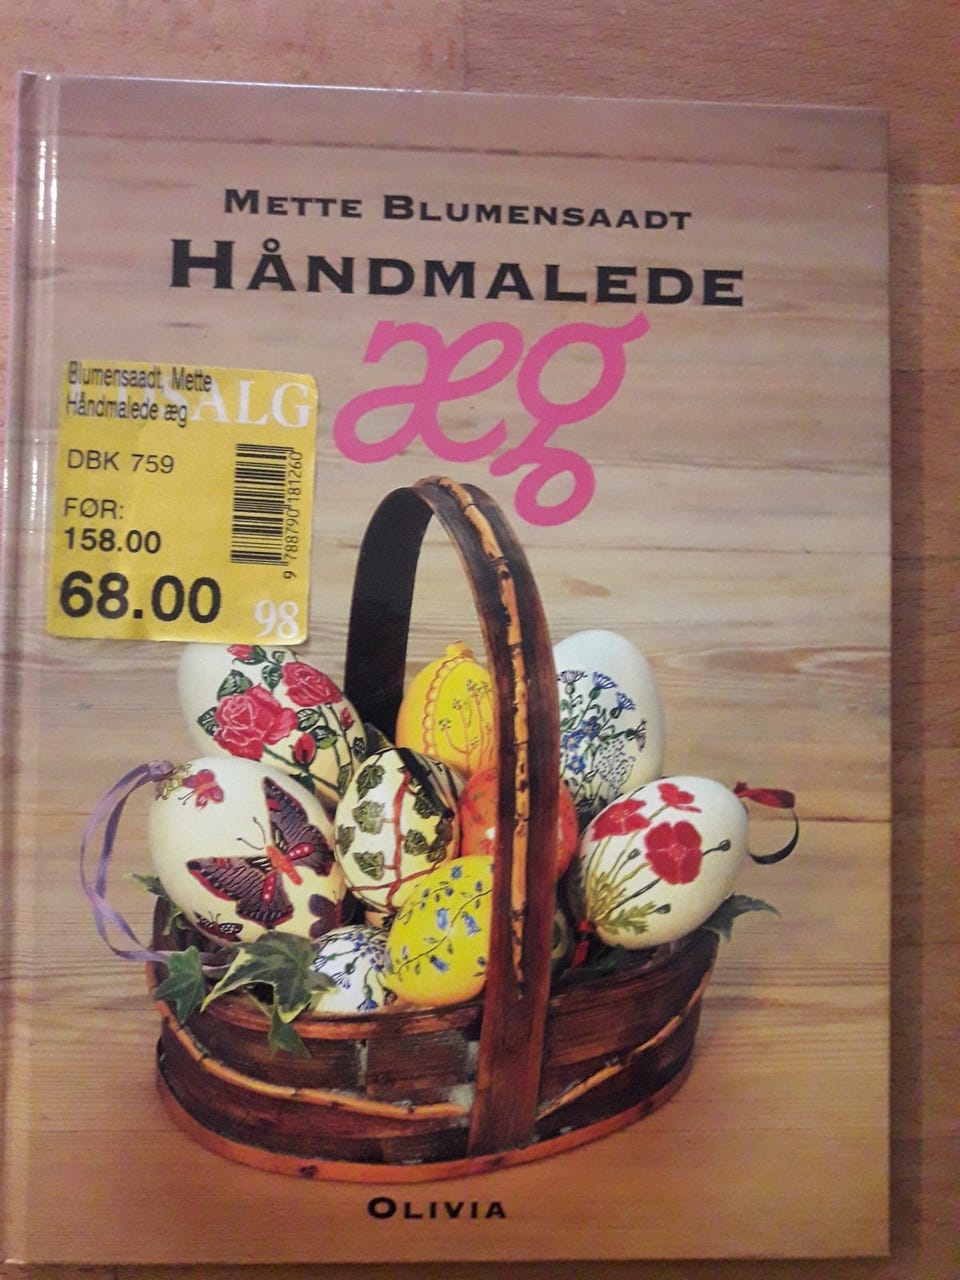 METTE BLUMENSAADT
HÅNDMALEDE
æg
Blumensaadt, Mette
Håndmalede æg
SALG
DBK 759
FØR:
158.00
68.00
98
9 788790 181260
OLIVIA